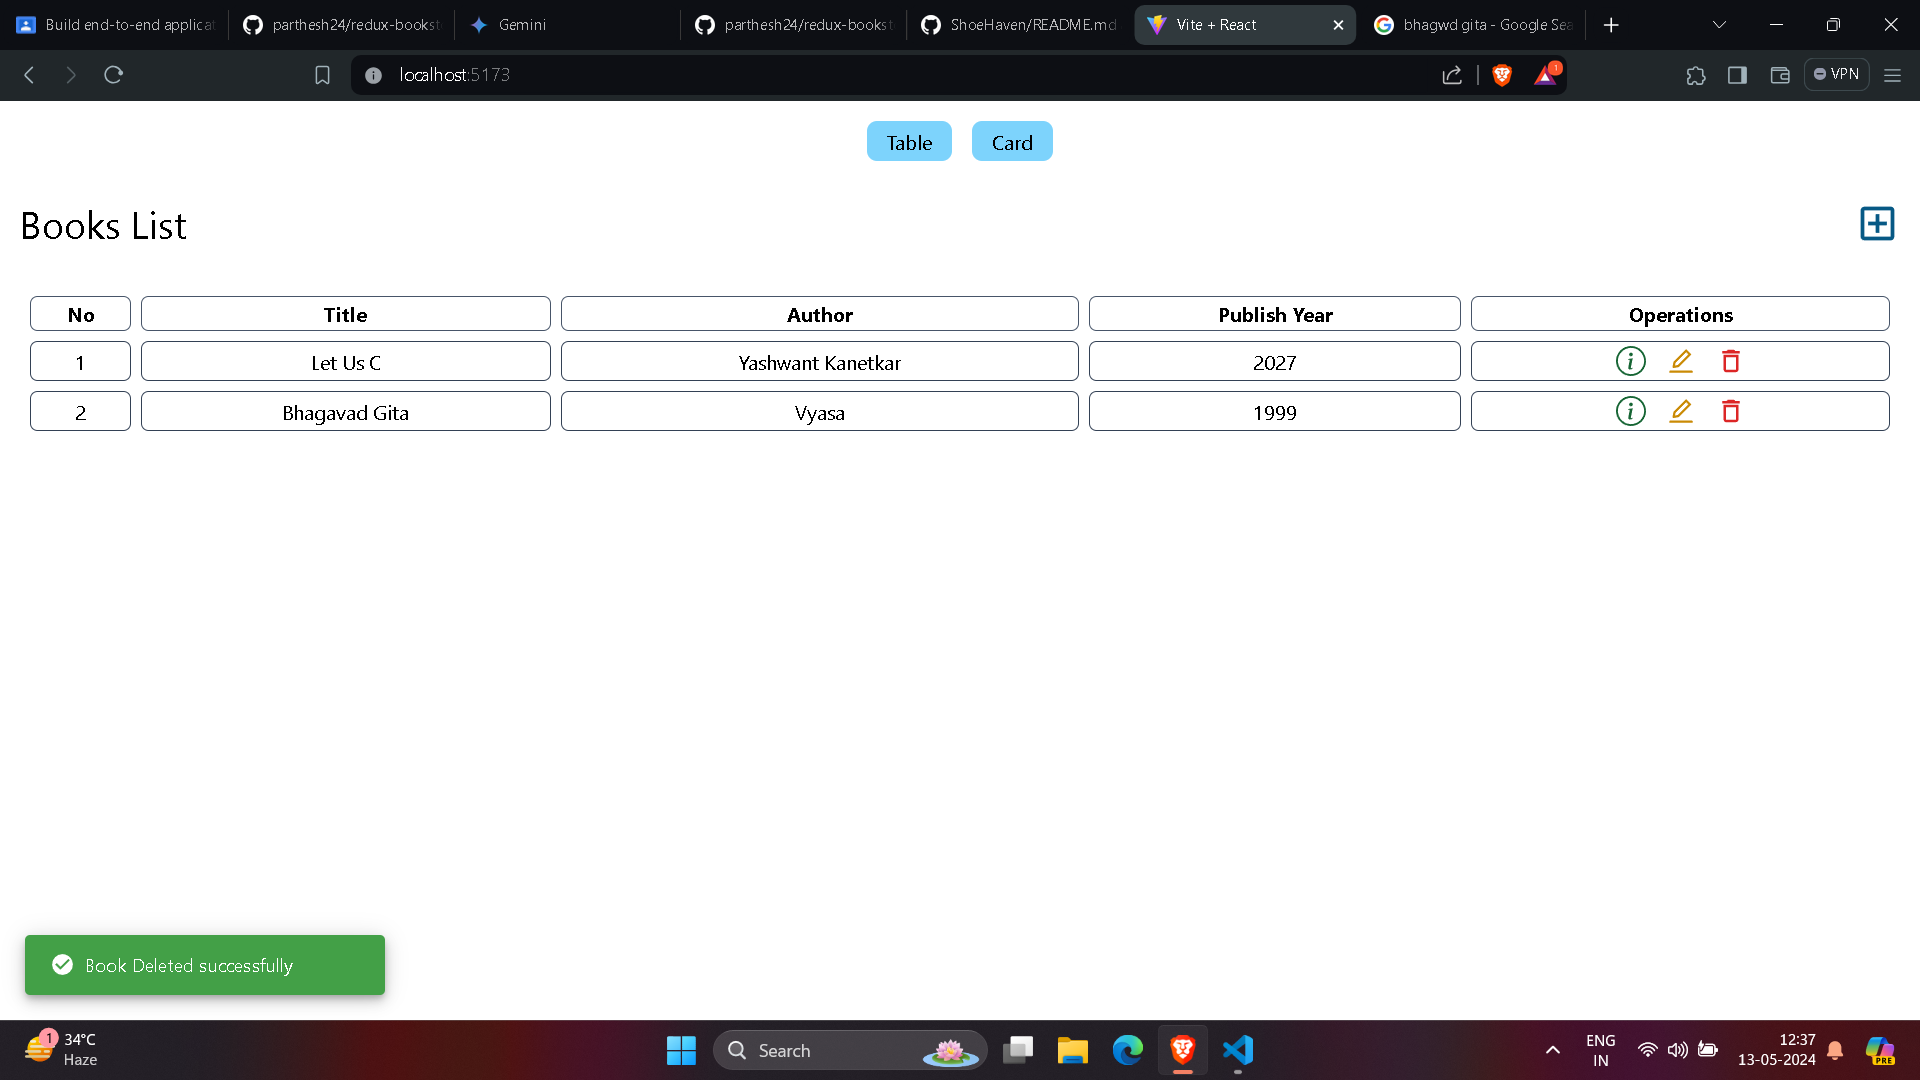 Build end-to-end applicat
parthesh24/redux-bookst
Gemini
parthesh24/redux-bookst
ShoeHaven/README.md
Vite + React
bhagwd gita - Google Sea
localhost:5173
1
VPN
Table
Card
Books List
No Title Author Publish Year Operations
1 Let Us C Yashwant Kanetkar 2027
2 Bhagavad Gita Vyasa 1999
Book Deleted successfully
1
34°C
Haze
Search
ENG
IN
12:37
13-05-2024
PRE